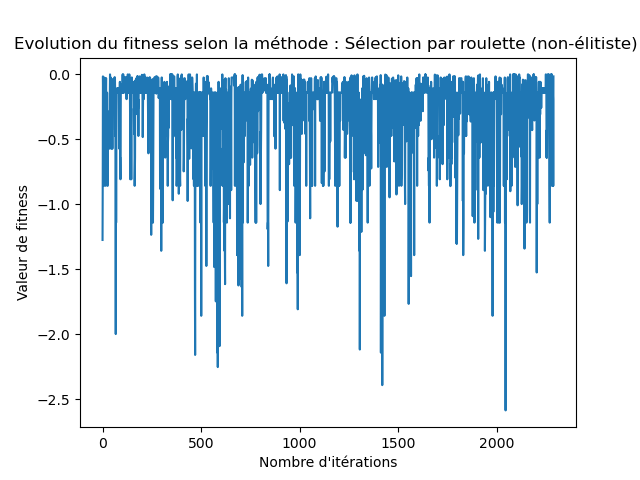 Evolution du fitness selon la méthode : Sélection par roulette (non-élitiste)
0.0
−0.5
−1.0
−1.5
−2.0
−2.5
Valeur de fitness
0 500 1000 1500 2000
Nombre d'itérations